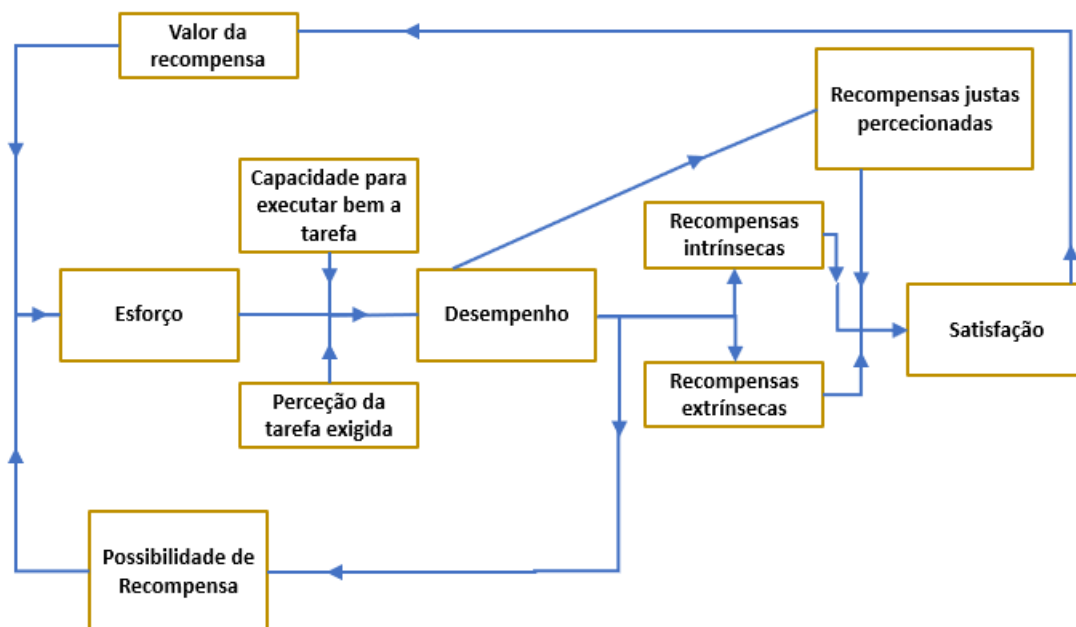 Valor da
recompensa
Recompensas justas
percecionadas
Capacidade para
executar bem a
tarefa
Recompensas
intrínsecas
Esforço
Desempenho
Satisfação
Perceção da
tarefa exigida
Recompensas
extrínsecas
Possibilidade de
Recompensa